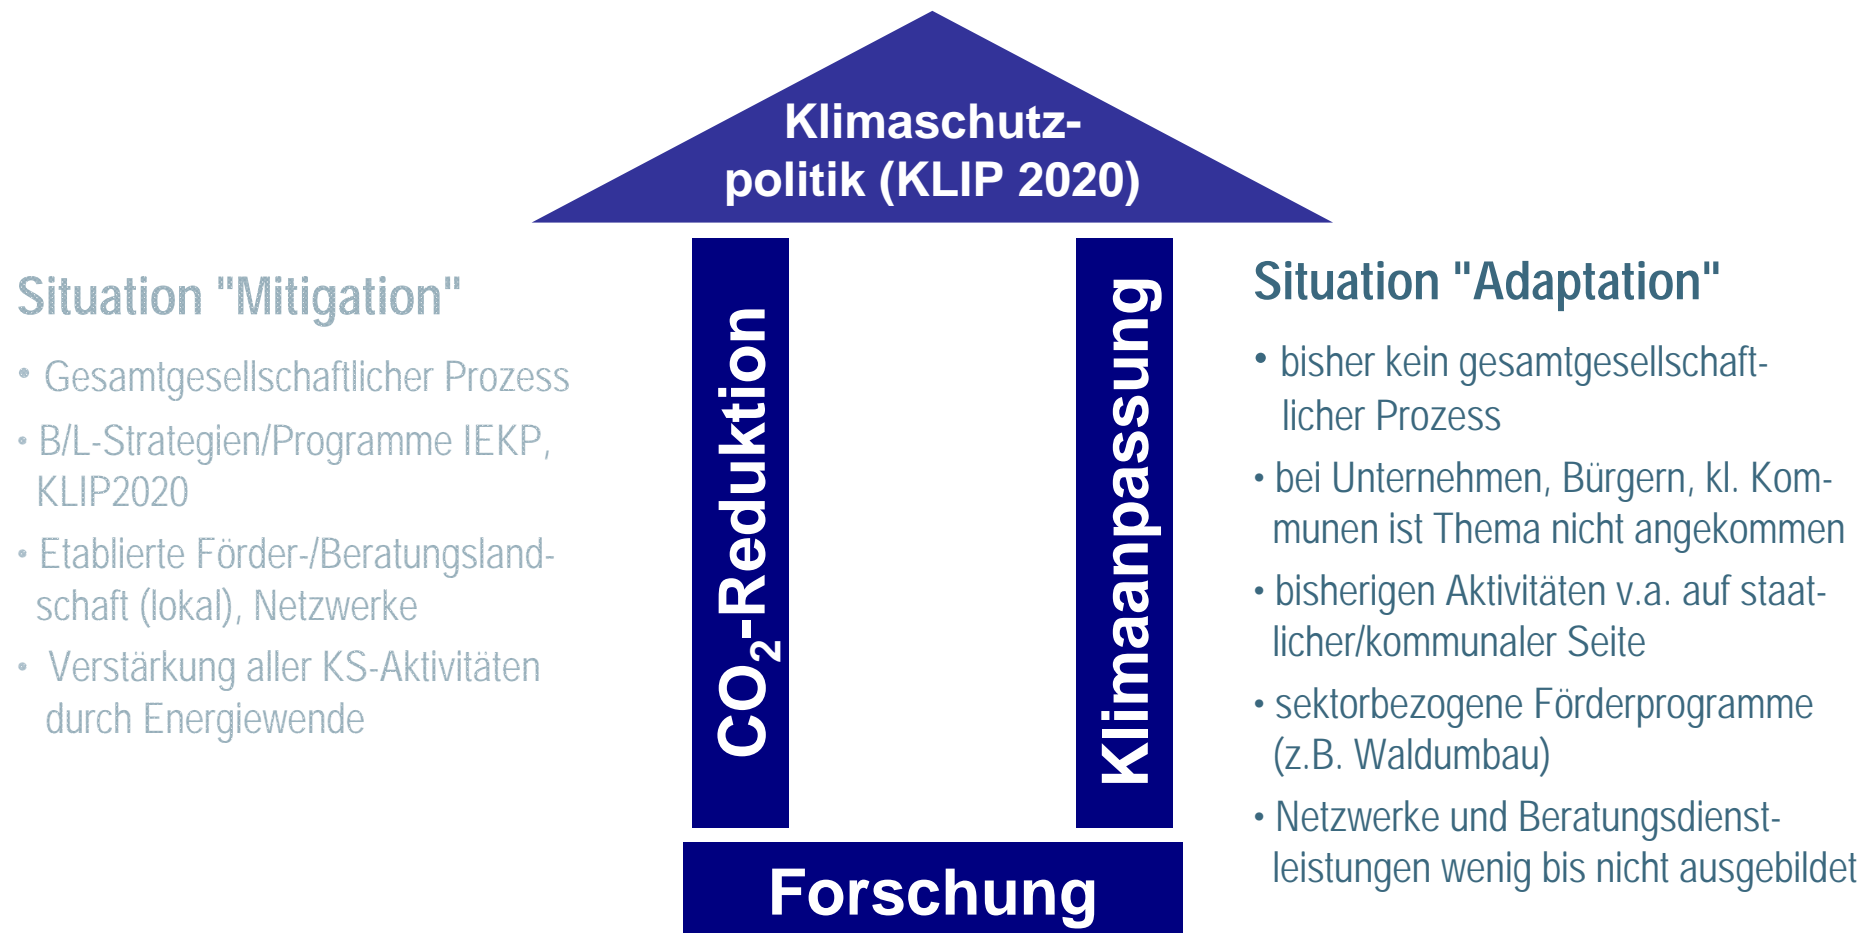 Klimaschutz-
politik (KLIP 2020)
Situation "Mitigation"
• Gesamtgesellschaftlicher Prozess
• B/L-Strategien/Programme IEKP,
KLIP2020
• Etablierte Förder-/Beratungsland-
schaft (lokal), Netzwerke
• Verstärkung aller KS-Aktivitäten
durch Energiewende
CO₂-Reduktion
Klimaanpassung
Situation "Adaptation"
• bisher kein gesamtgesellschaft-
licher Prozess
• bei Unternehmen, Bürgern, kl. Kom-
munen ist Thema nicht angekommen
• bisherigen Aktivitäten v.a. auf staat-
licher/kommunaler Seite
• sektorbezogene Förderprogramme
(z.B. Waldumbau)
• Netzwerke und Beratungsdienst-
leistungen wenig bis nicht ausgebildet
Forschung